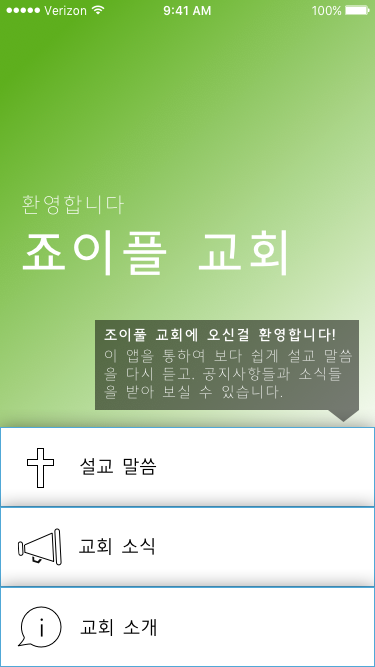 Verizon 9:41 AM 100%
환영합니다
죠이플 교회
죠이풀 교회에 오신걸 환영합니다!
이 앱을 통하여 보다 쉽게 설교 말씀
을 다시 듣고. 공지사항들과 소식들
을 받아 보실 수 있습니다.
설교 말씀
교회 소식
교회 소개